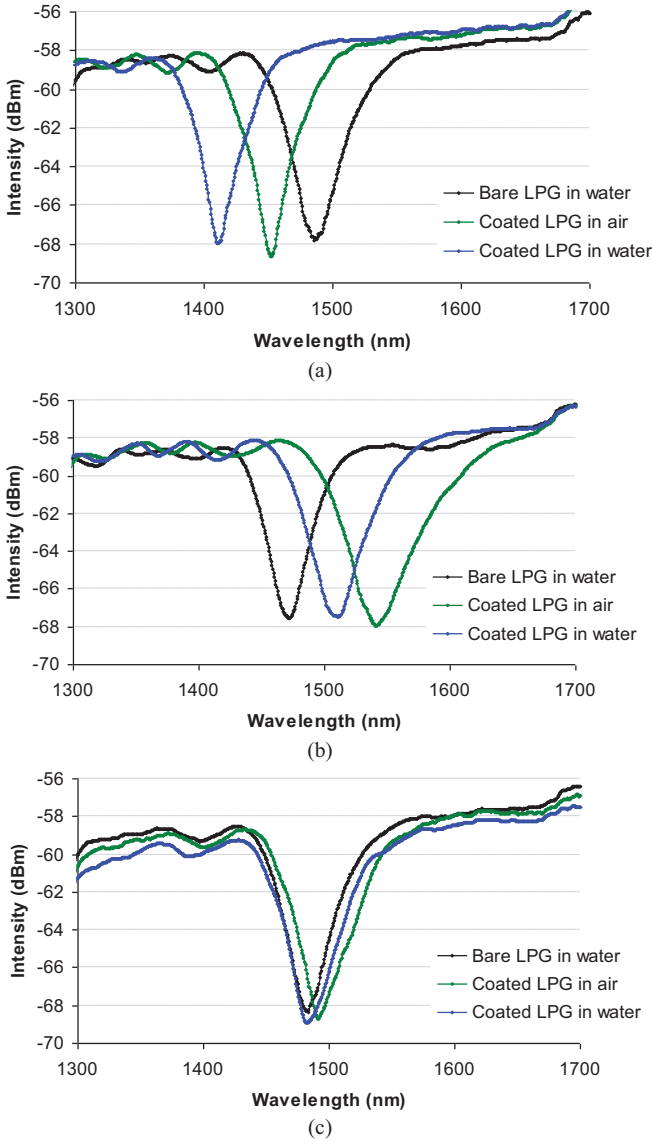 -56
-58
-60
-62
-64
-66
-68
-70
Intensity (dBm)
Bare LPG in water
Coated LPG in air
Coated LPG in water
1300 1400 1500 1600 1700
Wavelength (nm)
(a)
-56
-58
-60
-62
-64
-66
-68
-70
Intensity (dBm)
Bare LPG in water
Coated LPG in air
Coated LPG in water
1300 1400 1500 1600 1700
Wavelength (nm)
(b)
-56
-58
-60
-62
-64
-66
-68
-70
Intensity (dBm)
Bare LPG in water
Coated LPG in air
Coated LPG in water
1300 1400 1500 1600 1700
Wavelength (nm)
(c)